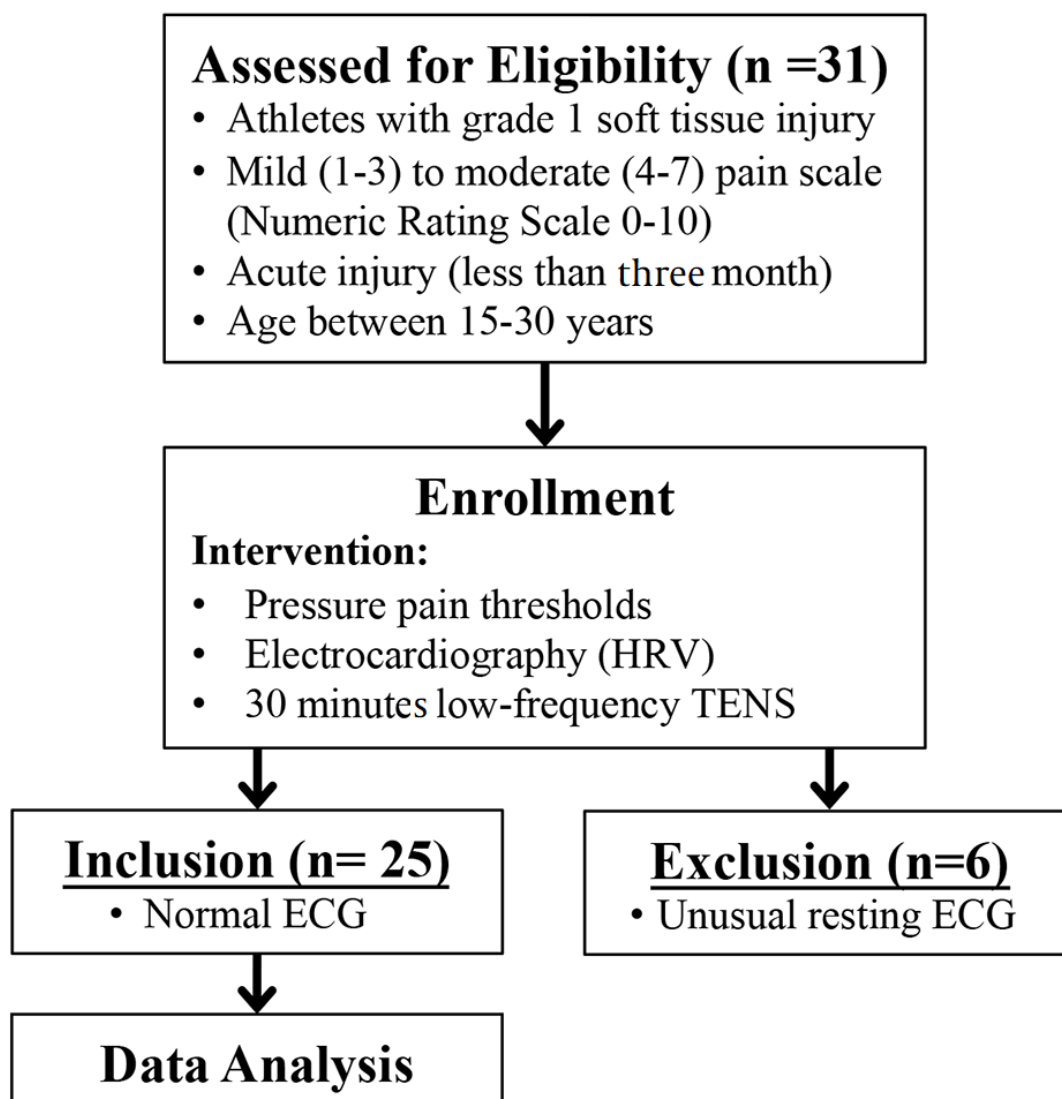 Assessed for Eligibility (n =31)
• Athletes with grade 1 soft tissue injury
• Mild (1-3) to moderate (4-7) pain scale
(Numeric Rating Scale 0-10)
• Acute injury (less than three month)
• Age between 15-30 years
Enrollment
Intervention:
• Pressure pain thresholds
• Electrocardiography (HRV)
• 30 minutes low-frequency TENS
Inclusion (n= 25)
• Normal ECG
Exclusion (n=6)
• Unusual resting ECG
Data Analysis